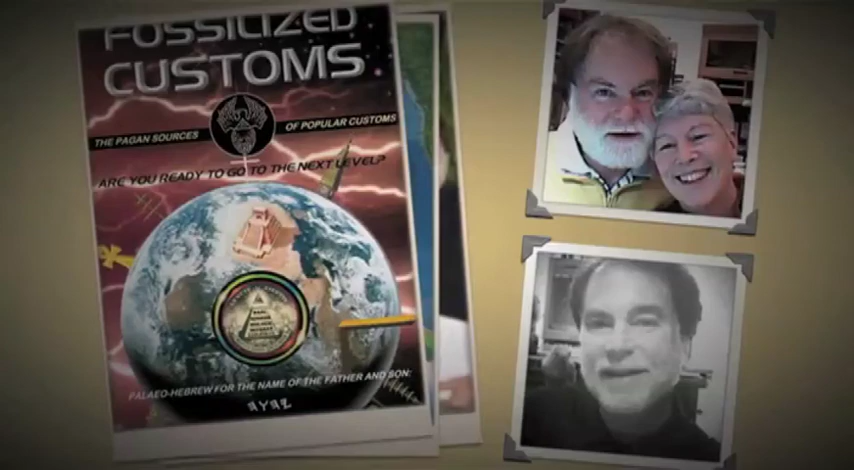 FOSSILIZED
CUSTOMS
THE PAGAN SOURCES OF POPULAR CUSTOMS
ARE YOU READY TO GO TO THE NEXT LEVEL?
PALAEO-HEBREW FOR THE NAME OF THE FATHER AND SON:
𐤉𐤄𐤅𐤄